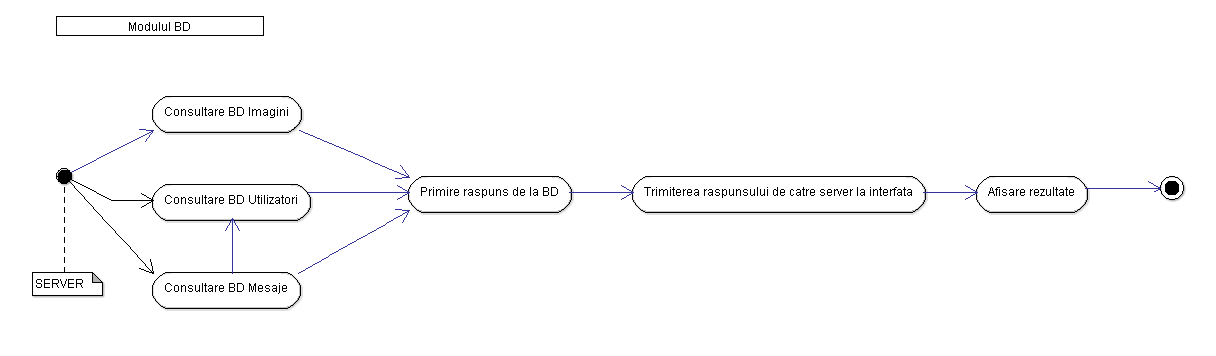 Modulul BD
Consultare BD Imagini
Consultare BD Utilizatori
Primire raspuns de la BD
Trimiterea raspunsului de catre server la interfata
Afisare rezultate
SERVER
Consultare BD Mesaje